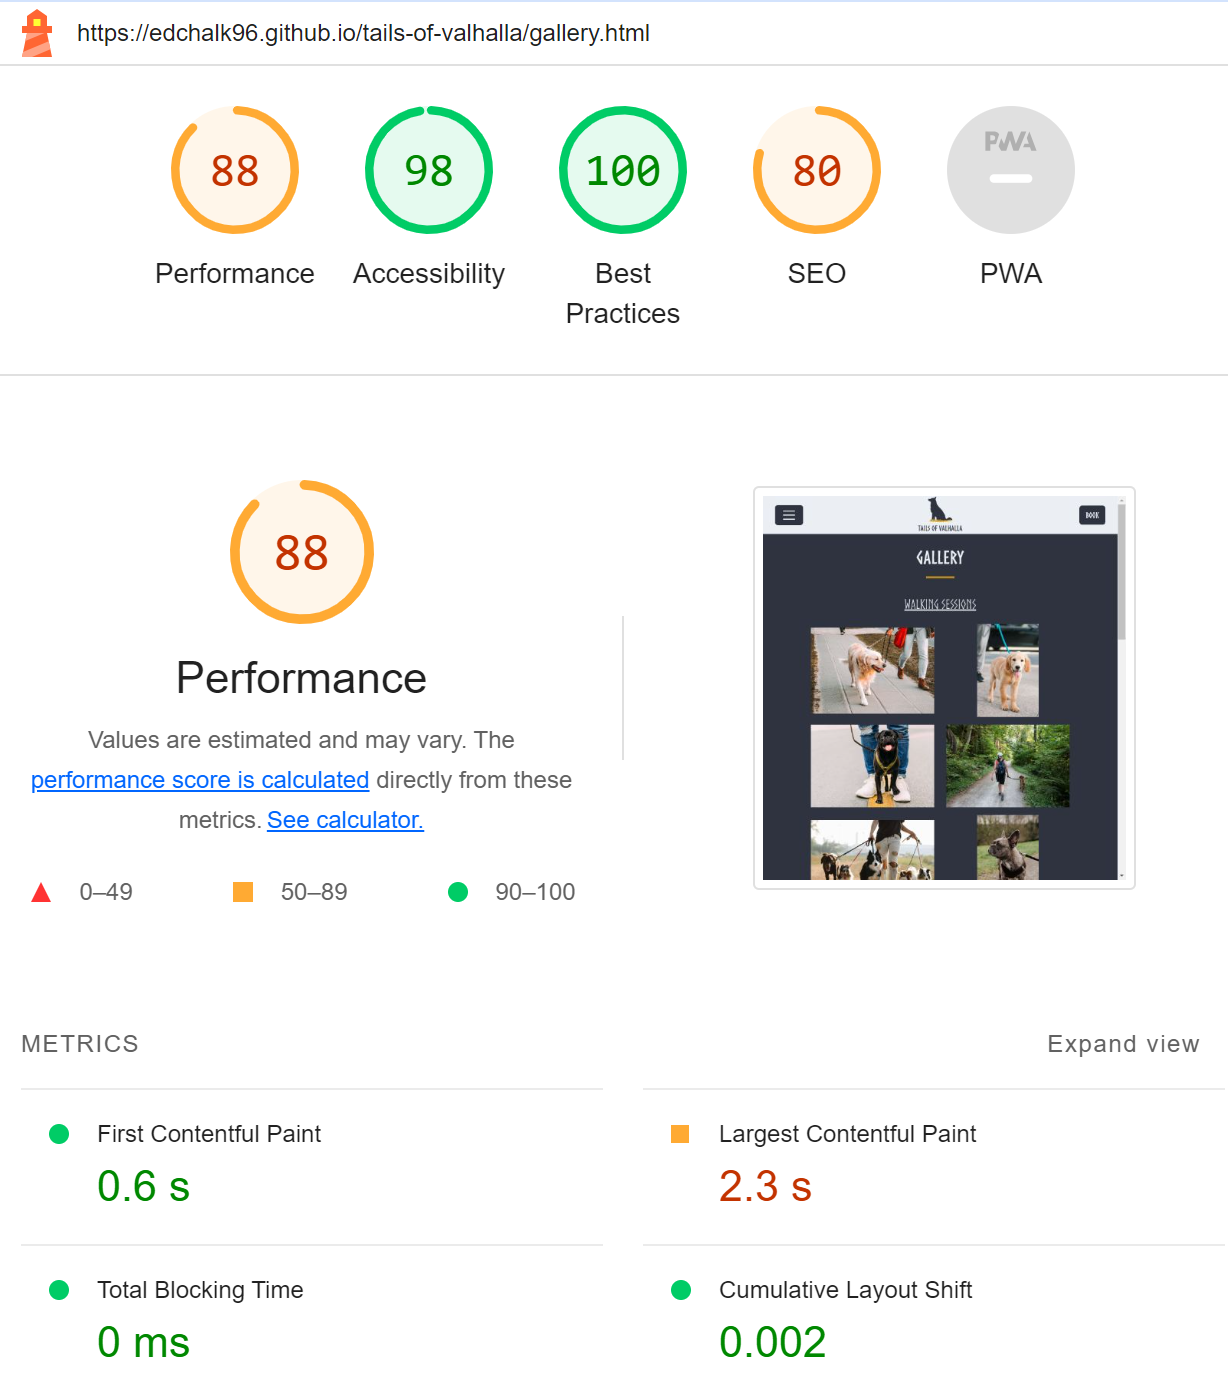 https://edchalk96.github.io/tails-of-valhalla/gallery.html
88
98
100
80
PWA
Performance
Accessibility
Best
Practices
SEO
PWA
88
Performance
Values are estimated and may vary. The
performance score is calculated directly from these
metrics. See calculator.
0–49
50–89
90–100
TAILS OF VALHALLA
BOOK
GALLERY
WALKING SESSIONS
METRICS
Expand view
First Contentful Paint
0.6 s
Largest Contentful Paint
2.3 s
Total Blocking Time
0 ms
Cumulative Layout Shift
0.002